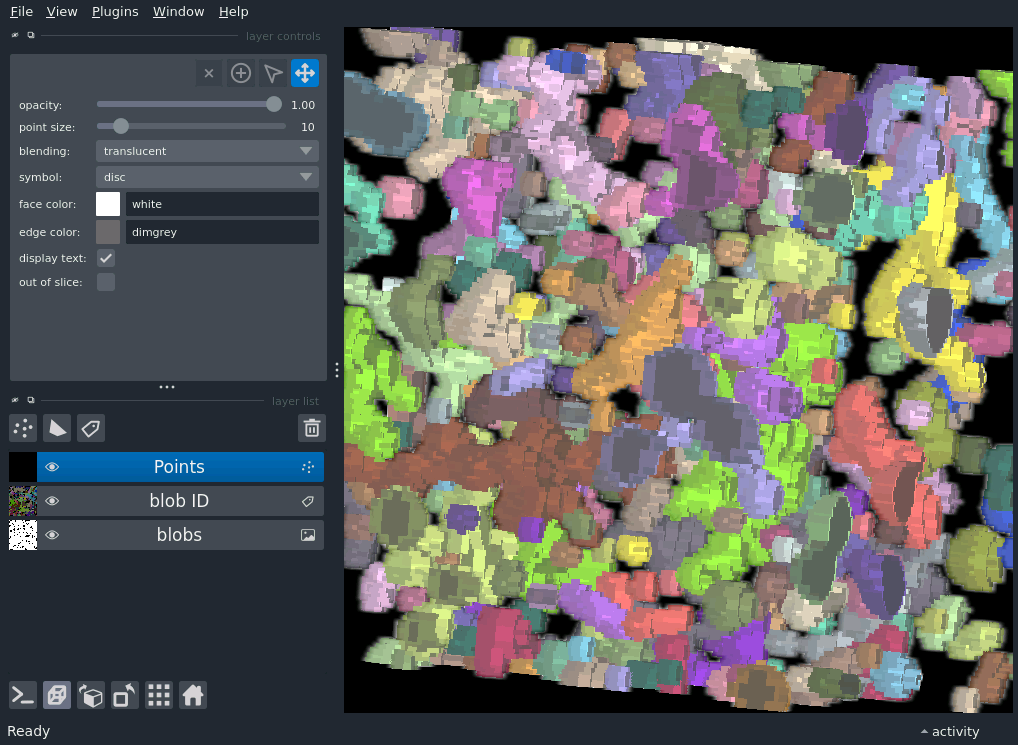 File View Plugins Window Help
layer controls
opacity: 1.00
point size: 10
blending: translucent
symbol: disc
face color: white
edge color: dimgrey
display text:
out of slice:
layer list
Points
blob ID
blobs
Ready activity